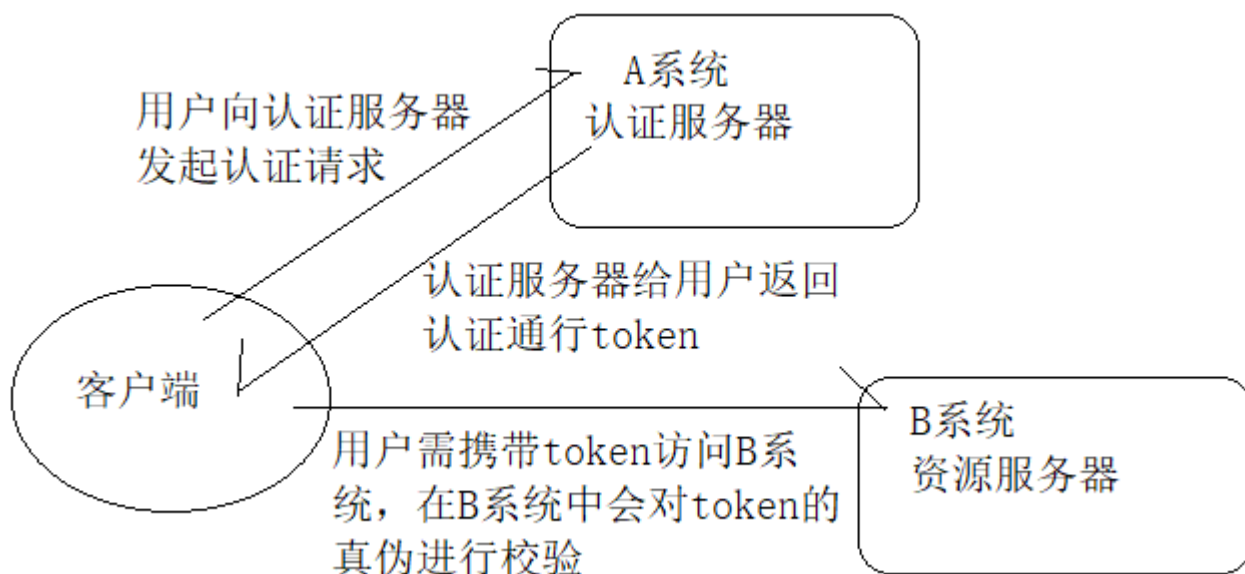 A系统
认证服务器
用户向认证服务器
发起认证请求
认证服务器给用户返回
认证通行token
客户端
B系统
资源服务器
用户需携带token访问B系
统，在B系统中会对token的
真伪进行校验